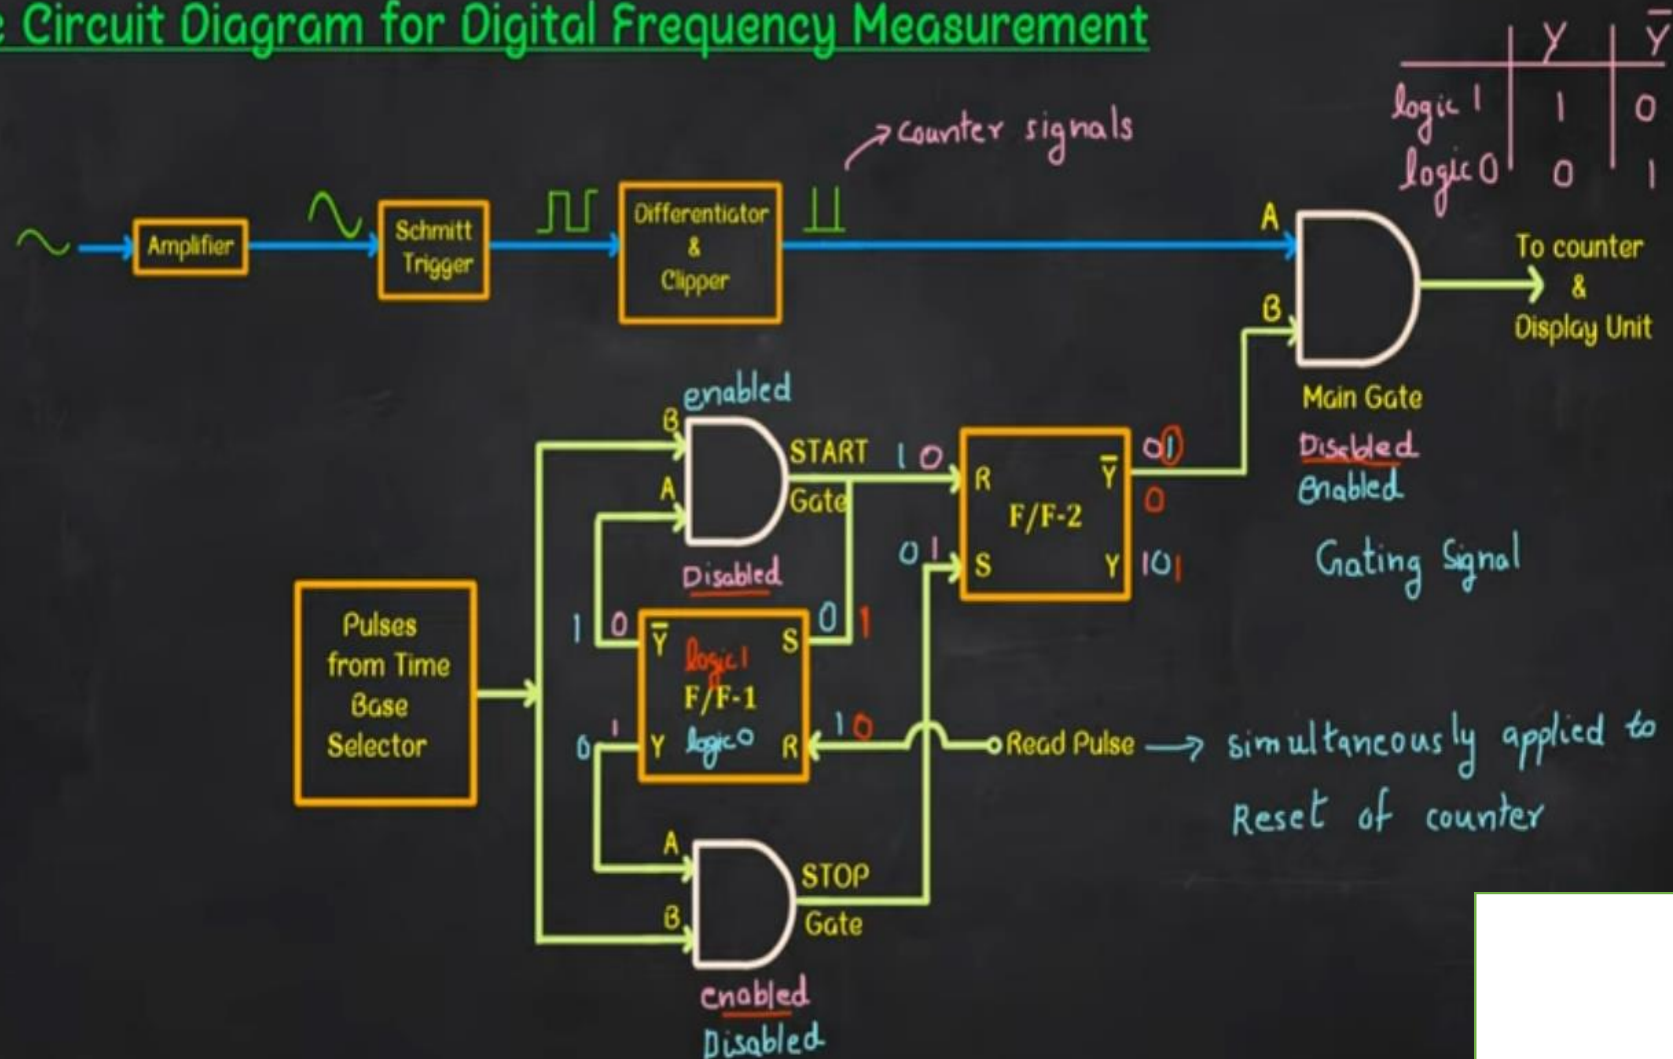 Circuit Diagram for Digital Frequency Measurement
Y Ȳ
logic 1 1 0
logic 0 0 1
counter signals
Amplifier
Schmitt
Trigger
Differentiator
&
Clipper
A
B
To counter
&
Display Unit
Main Gate
Disabled
enabled
Gating Signal
enabled
B
A
START
Gate
Disabled
1 0
R
Ȳ
F/F-2
0 1
S
Y
0 1
0
1 0 1
Pulses
from Time
Base
Selector
1 0
Ȳ
logic 1
S
0 1
F/F-1
0 1
Y
logic 0
R
1 0
Read Pulse
simultaneously applied to
Reset of counter
A
STOP
B
Gate
enabled
Disabled